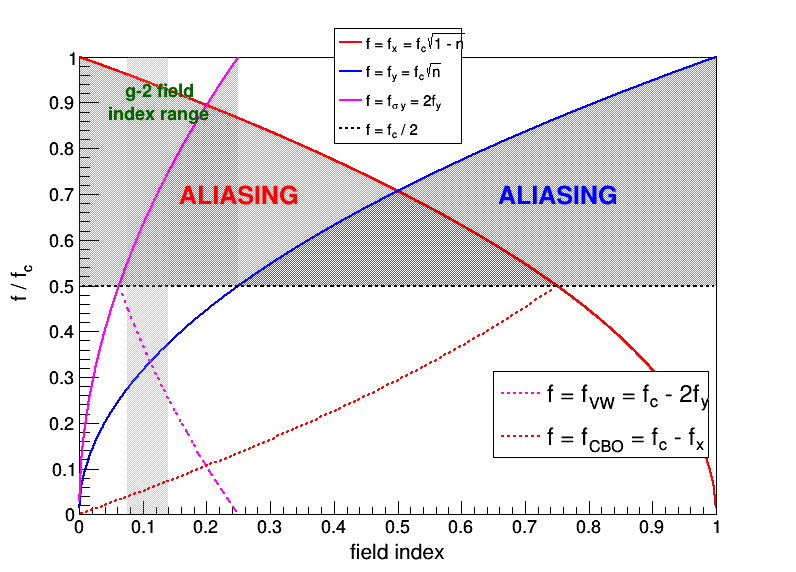 f = fₓ = f_c√1 - n
f = f_y = f_c√n
f = f_σy = 2f_y
f = f_c / 2
g-2 field
index range
ALIASING
ALIASING
f = f_VW = f_c - 2f_y
f = f_CBO = f_c - fₓ
f / f_c
1
0.9
0.8
0.7
0.6
0.5
0.4
0.3
0.2
0.1
0
0 0.1 0.2 0.3 0.4 0.5 0.6 0.7 0.8 0.9 1
field index